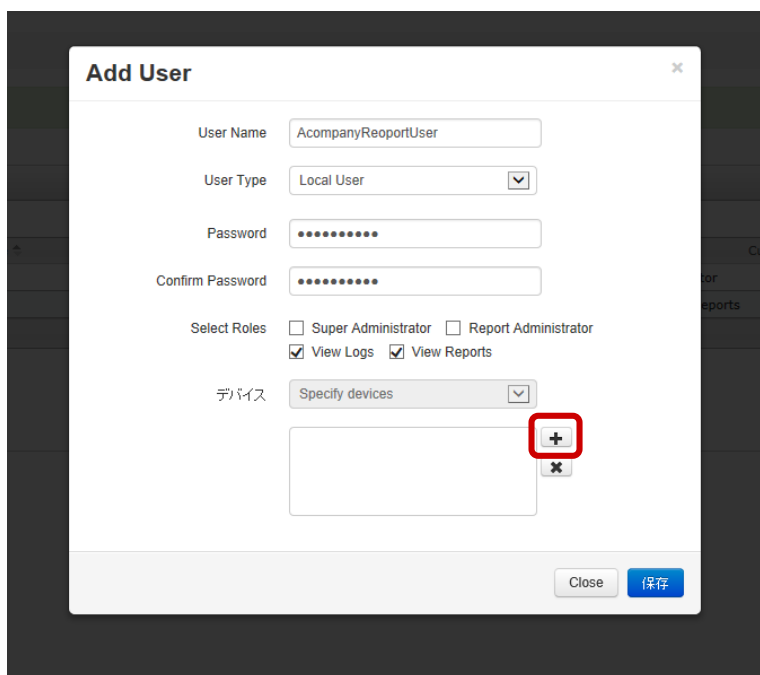 Add User ×
User Name AcompanyReoportUser
User Type Local User
Password ●●●●●●●●●●
Confirm Password ●●●●●●●●●●
Select Roles Super Administrator Report Administrator
View Logs View Reports
デバイス Specify devices
Close 保存
tor
eports